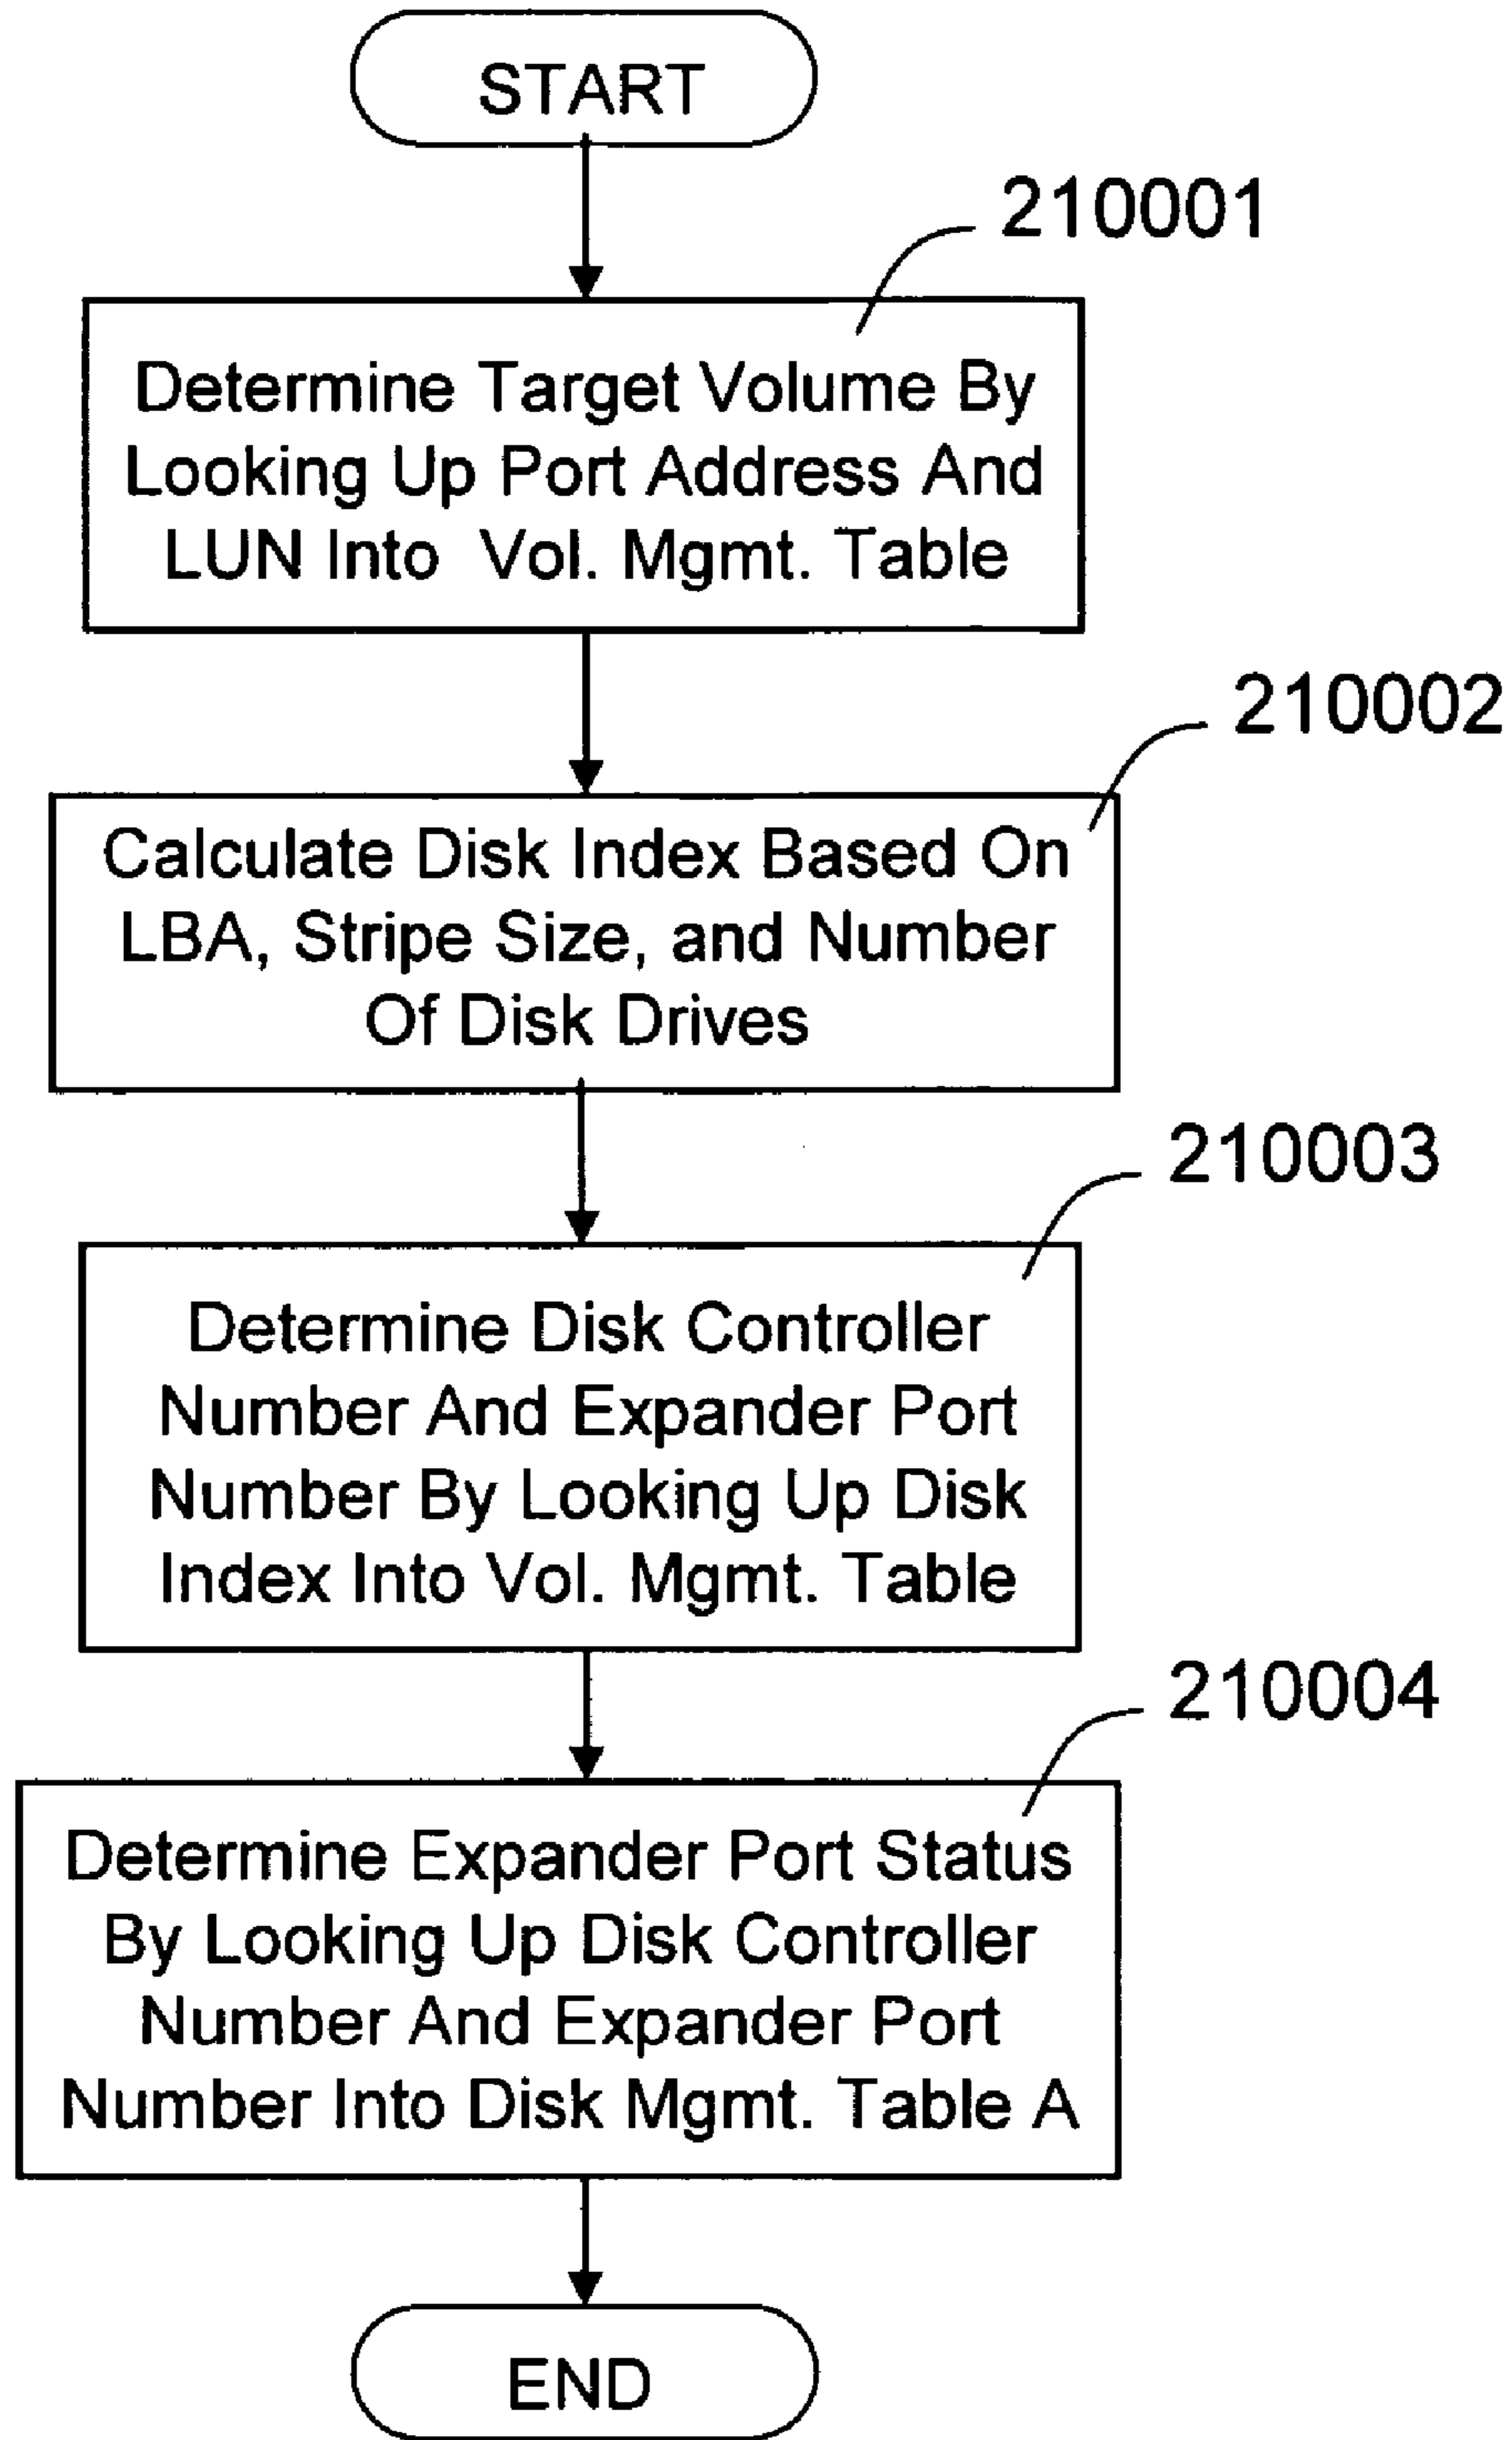 START
210001
Determine Target Volume By
Looking Up Port Address And
LUN Into Vol. Mgmt. Table
210002
Calculate Disk Index Based On
LBA, Stripe Size, and Number
Of Disk Drives
210003
Determine Disk Controller
Number And Expander Port
Number By Looking Up Disk
Index Into Vol. Mgmt. Table
210004
Determine Expander Port Status
By Looking Up Disk Controller
Number And Expander Port
Number Into Disk Mgmt. Table A
END